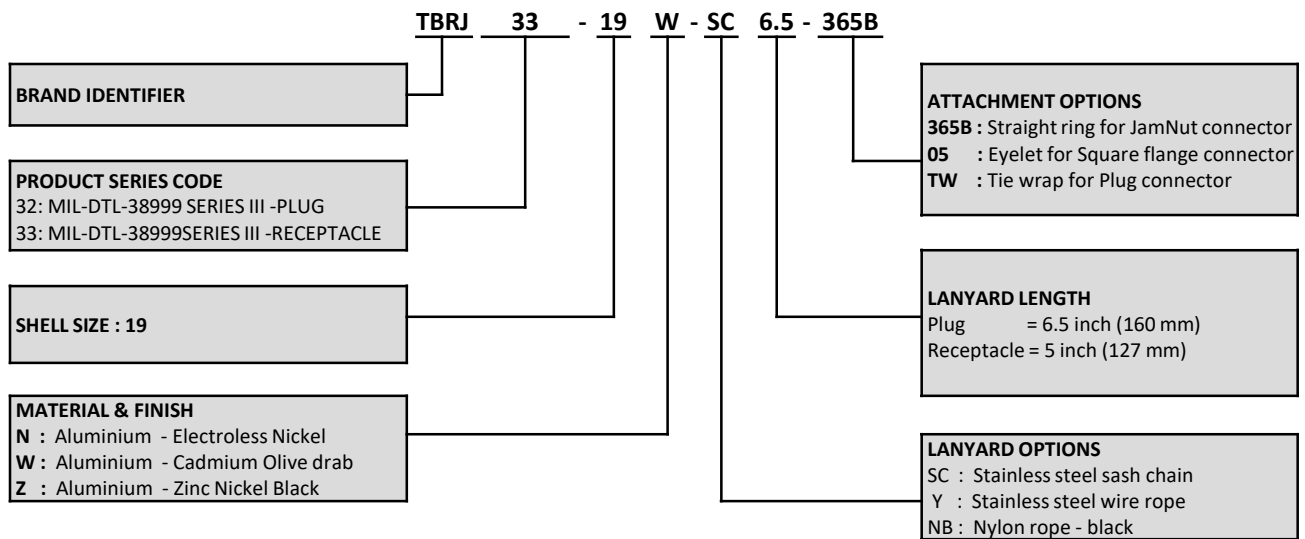 TBRJ 33 - 19 W - SC 6.5 - 365B
BRAND IDENTIFIER
PRODUCT SERIES CODE
32: MIL-DTL-38999 SERIES III -PLUG
33: MIL-DTL-38999SERIES III -RECEPTACLE
SHELL SIZE : 19
MATERIAL & FINISH
N : Aluminium - Electroless Nickel
W : Aluminium - Cadmium Olive drab
Z : Aluminium - Zinc Nickel Black
ATTACHMENT OPTIONS
365B : Straight ring for JamNut connector
05 : Eyelet for Square flange connector
TW : Tie wrap for Plug connector
LANYARD LENGTH
Plug = 6.5 inch (160 mm)
Receptacle = 5 inch (127 mm)
LANYARD OPTIONS
SC : Stainless steel sash chain
Y : Stainless steel wire rope
NB : Nylon rope - black